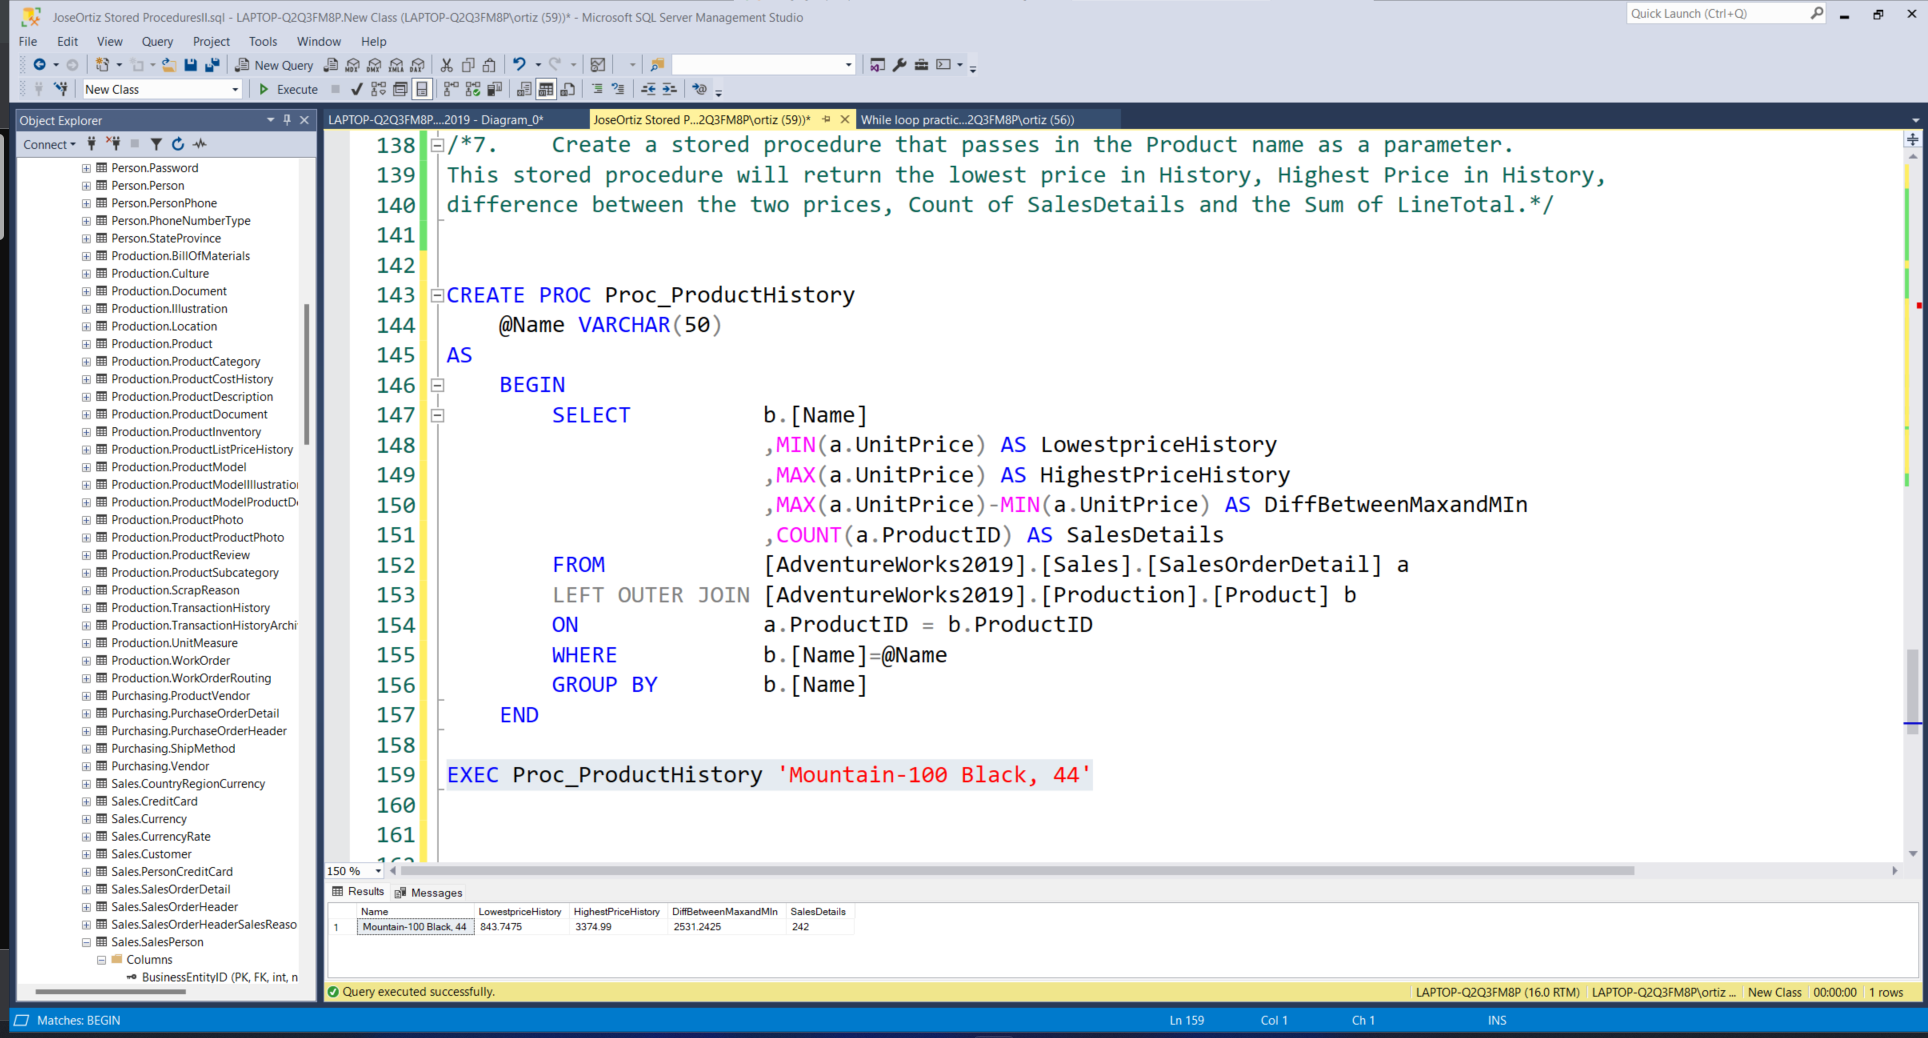 JoseOrtiz Stored ProceduresII.sql - LAPTOP-Q2Q3FM8P.New Class (LAPTOP-Q2Q3FM8P\ortiz (59))* - Microsoft SQL Server Management Studio
Quick Launch (Ctrl+Q)
File Edit View Query Project Tools Window Help
New Query
New Class Execute
Object Explorer
LAPTOP-Q2Q3FM8P....2019 - Diagram_0* JoseOrtiz Stored P...2Q3FM8P\ortiz (59))* While loop practic...2Q3FM8P\ortiz (56))
Connect
Person.Password
Person.Person
Person.PersonPhone
Person.PhoneNumberType
Person.StateProvince
Production.BillOfMaterials
Production.Culture
Production.Document
Production.Illustration
Production.Location
Production.Product
Production.ProductCategory
Production.ProductCostHistory
Production.ProductDescription
Production.ProductDocument
Production.ProductInventory
Production.ProductListPriceHistory
Production.ProductModel
Production.ProductModelIllustration
Production.ProductModelProductDe
Production.ProductPhoto
Production.ProductProductPhoto
Production.ProductReview
Production.ProductSubcategory
Production.ScrapReason
Production.TransactionHistory
Production.TransactionHistoryArchi
Production.UnitMeasure
Production.WorkOrder
Production.WorkOrderRouting
Purchasing.ProductVendor
Purchasing.PurchaseOrderDetail
Purchasing.PurchaseOrderHeader
Purchasing.ShipMethod
Purchasing.Vendor
Sales.CountryRegionCurrency
Sales.CreditCard
Sales.Currency
Sales.CurrencyRate
Sales.Customer
Sales.PersonCreditCard
Sales.SalesOrderDetail
Sales.SalesOrderHeader
Sales.SalesOrderHeaderSalesReaso
Sales.SalesPerson
Columns
BusinessEntityID (PK, FK, int, n
138 /*7. Create a stored procedure that passes in the Product name as a parameter.
139 This stored procedure will return the lowest price in History, Highest Price in History,
140 difference between the two prices, Count of SalesDetails and the Sum of LineTotal.*/
141
142
143 CREATE PROC Proc_ProductHistory
144 @Name VARCHAR(50)
145 AS
146 BEGIN
147 SELECT b.[Name]
148 ,MIN(a.UnitPrice) AS LowestpriceHistory
149 ,MAX(a.UnitPrice) AS HighestPriceHistory
150 ,MAX(a.UnitPrice)-MIN(a.UnitPrice) AS DiffBetweenMaxandMIn
151 ,COUNT(a.ProductID) AS SalesDetails
152 FROM [AdventureWorks2019].[Sales].[SalesOrderDetail] a
153 LEFT OUTER JOIN [AdventureWorks2019].[Production].[Product] b
154 ON a.ProductID = b.ProductID
155 WHERE b.[Name]=@Name
156 GROUP BY b.[Name]
157 END
158
159 EXEC Proc_ProductHistory 'Mountain-100 Black, 44'
160
161
162
150 %
Results Messages
Name LowestpriceHistory HighestPriceHistory DiffBetweenMaxandMIn SalesDetails
1 Mountain-100 Black, 44 843.7475 3374.99 2531.2425 242
Query executed successfully. LAPTOP-Q2Q3FM8P (16.0 RTM) LAPTOP-Q2Q3FM8P\ortiz ... New Class 00:00:00 1 rows
Matches: BEGIN Ln 159 Col 1 Ch 1 INS